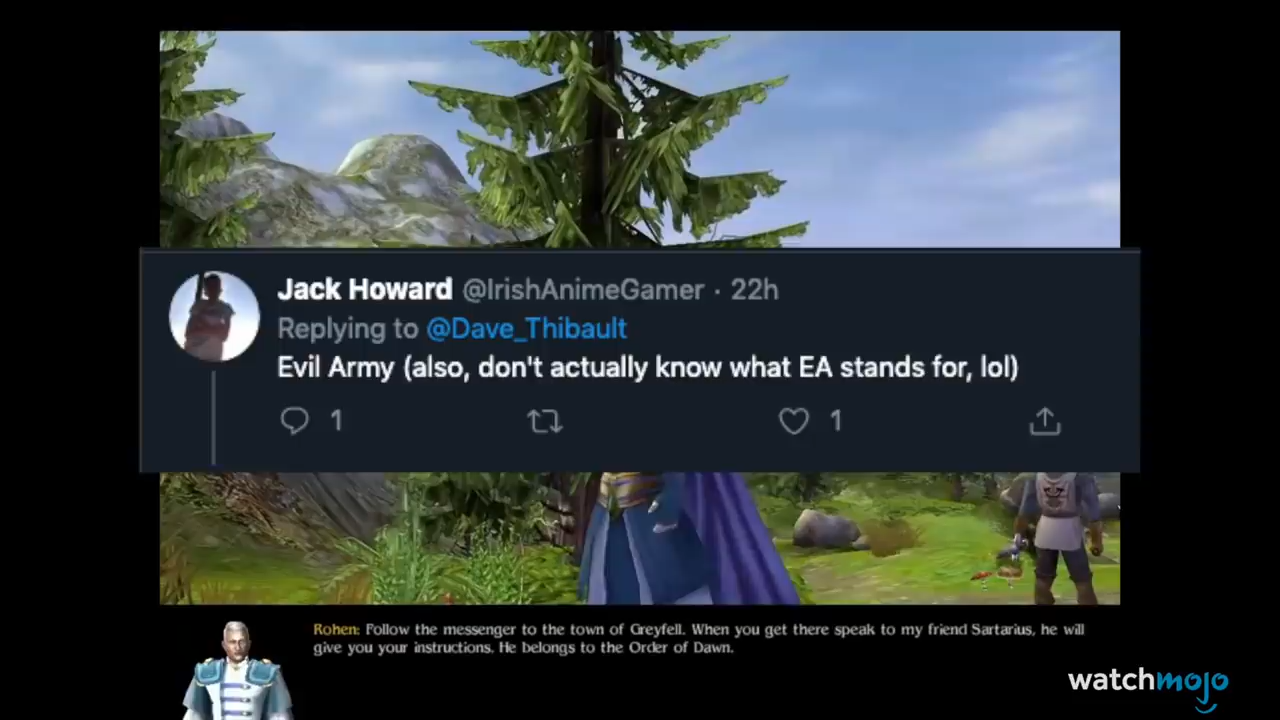 Jack Howard @IrishAnimeGamer · 22h
Replying to @Dave_Thibault
Evil Army (also, don't actually know what EA stands for, lol)
1 1
Rohen: Follow the messenger to the town of Greyfell. When you get there speak to my friend Sartarius, he will
give you your instructions. He belongs to the Order of Dawn.
watchmojo